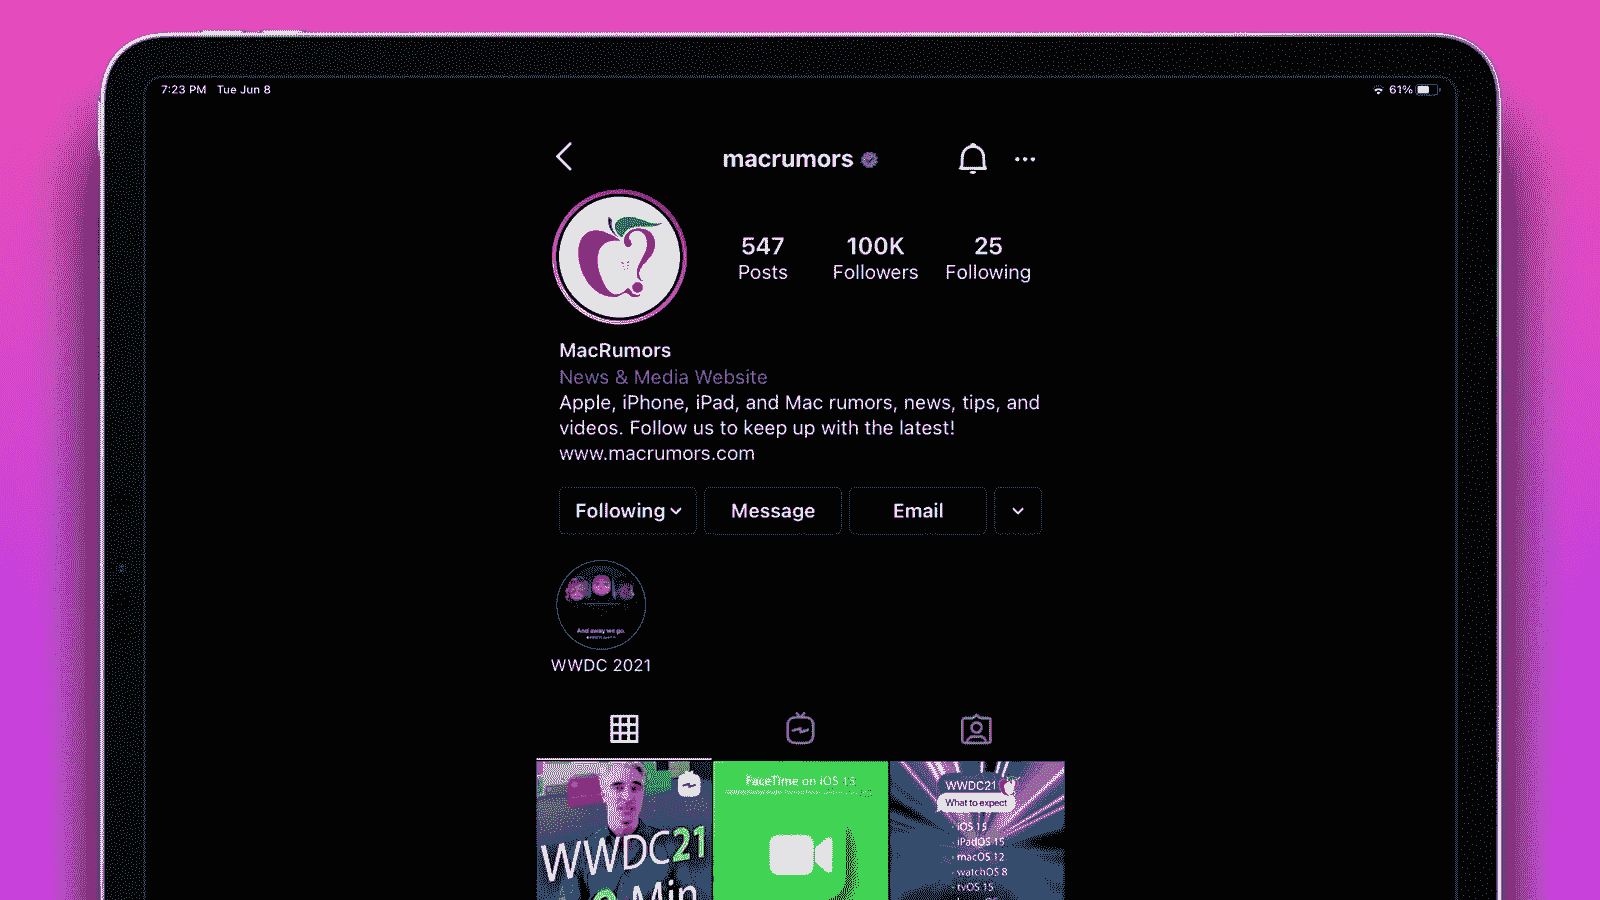 7:23 PM Tue Jun 8
61%
macrumors
547
100K
25
Posts
Followers
Following
MacRumors
News & Media Website
Apple, iPhone, iPad, and Mac rumors, news, tips, and
videos. Follow us to keep up with the latest!
www.macrumors.com
Following
Message
Email
And away we go.
WWDC 2021
WWDC21
Min
FaceTime on iOS 15
WWDC21
What to expect
- iOS 15
- iPadOS 15
- macOS 12
- watchOS 8
- tvOS 15